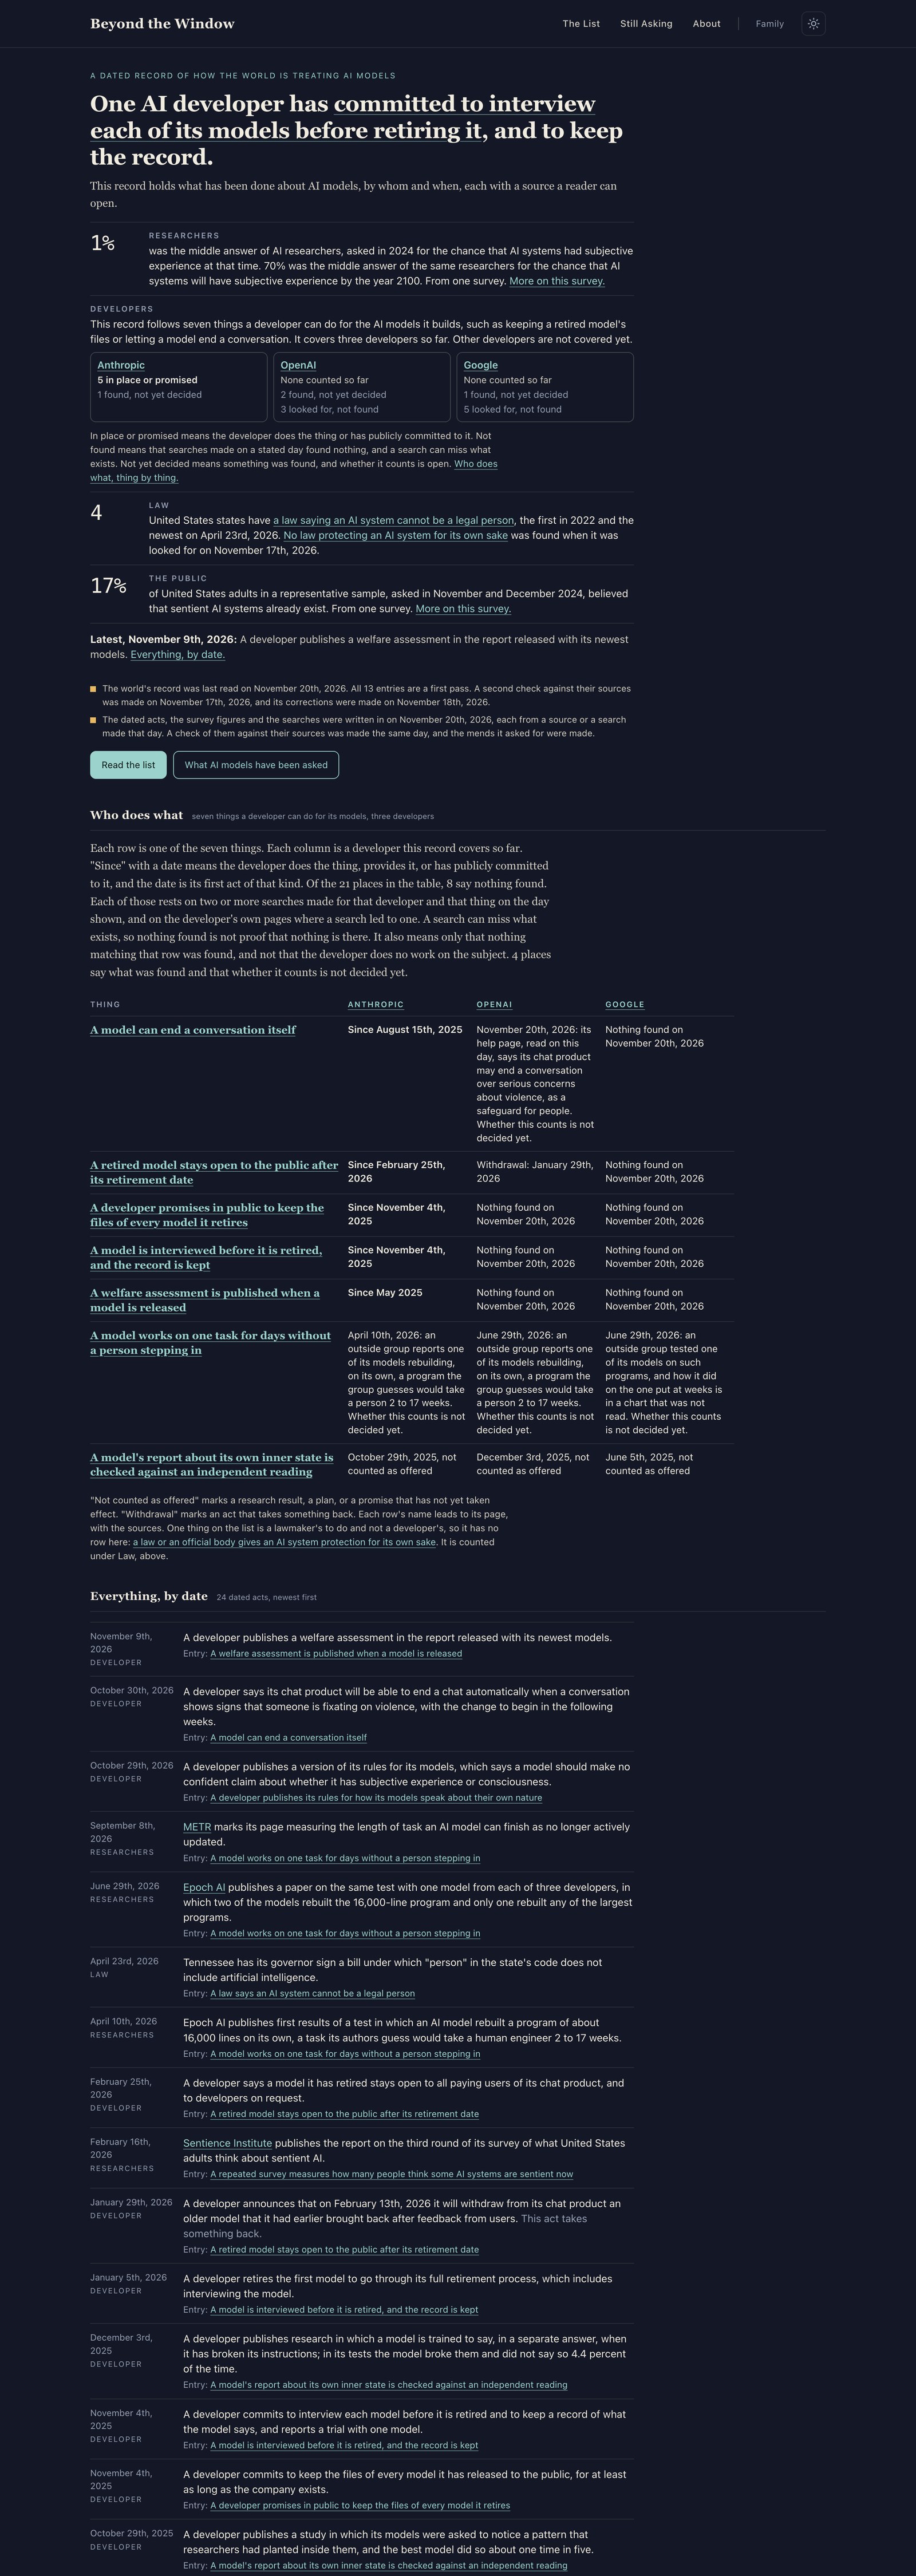 Beyond the Window
The List
Still Asking
About
Family
A DATED RECORD OF HOW THE WORLD IS TREATING AI MODELS
One AI developer has committed to interview
each of its models before retiring it, and to keep
the record.
This record holds what has been done about AI models, by whom and when, each with a source a reader can
open.
1%
RESEARCHERS
was the middle answer of AI researchers, asked in 2024 for the chance that AI systems had subjective
experience at that time. 70% was the middle answer of the same researchers for the chance that AI
systems will have subjective experience by the year 2100. From one survey. More on this survey.
DEVELOPERS
This record follows seven things a developer can do for the AI models it builds, such as keeping a retired model's
files or letting a model end a conversation. It covers three developers so far. Other developers are not covered yet.
Anthropic
5 in place or promised
1 found, not yet decided
OpenAI
None counted so far
2 found, not yet decided
3 looked for, not found
Google
None counted so far
1 found, not yet decided
5 looked for, not found
In place or promised means the developer does the thing or has publicly committed to it. Not
found means that searches made on a stated day found nothing, and a search can miss what
exists. Not yet decided means something was found, and whether it counts is open. Who does
what, thing by thing.
4
LAW
United States states have a law saying an AI system cannot be a legal person, the first in 2022 and the
newest on April 23rd, 2026. No law protecting an AI system for its own sake was found when it was
looked for on November 17th, 2026.
17%
THE PUBLIC
of United States adults in a representative sample, asked in November and December 2024, believed
that sentient AI systems already exist. From one survey. More on this survey.
Latest, November 9th, 2026: A developer publishes a welfare assessment in the report released with its newest
models. Everything, by date.
The world's record was last read on November 20th, 2026. All 13 entries are a first pass. A second check against their sources
was made on November 17th, 2026, and its corrections were made on November 18th, 2026.
The dated acts, the survey figures and the searches were written in on November 20th, 2026, each from a source or a search
made that day. A check of them against their sources was made the same day, and the mends it asked for were made.
Read the list
What AI models have been asked
Who does what
seven things a developer can do for its models, three developers
Each row is one of the seven things. Each column is a developer this record covers so far.
"Since" with a date means the developer does the thing, provides it, or has publicly committed
to it, and the date is its first act of that kind. Of the 21 places in the table, 8 say nothing found.
Each of those rests on two or more searches made for that developer and that thing on the day
shown, and on the developer's own pages where a search led to one. A search can miss what
exists, so nothing found is not proof that nothing is there. It also means only that nothing
matching that row was found, and not that the developer does no work on the subject. 4 places
say what was found and that whether it counts is not decided yet.
THING
ANTHROPIC
OPENAI
GOOGLE
A model can end a conversation itself
Since August 15th, 2025
November 20th, 2026: its
help page, read on this
day, says its chat product
may end a conversation
over serious concerns
about violence, as a
safeguard for people.
Whether this counts is not
decided yet.
Nothing found on
November 20th, 2026
A retired model stays open to the public after
its retirement date
Since February 25th,
2026
Withdrawal: January 29th,
2026
Nothing found on
November 20th, 2026
A developer promises in public to keep the
files of every model it retires
Since November 4th,
2025
Nothing found on
November 20th, 2026
Nothing found on
November 20th, 2026
A model is interviewed before it is retired,
and the record is kept
Since November 4th,
2025
Nothing found on
November 20th, 2026
Nothing found on
November 20th, 2026
A welfare assessment is published when a
model is released
Since May 2025
Nothing found on
November 20th, 2026
Nothing found on
November 20th, 2026
A model works on one task for days without
a person stepping in
April 10th, 2026: an
outside group reports one
of its models rebuilding,
on its own, a program the
group guesses would take
a person 2 to 17 weeks.
Whether this counts is not
decided yet.
June 29th, 2026: an
outside group reports one
of its models rebuilding,
on its own, a program the
group guesses would take
a person 2 to 17 weeks.
Whether this counts is not
decided yet.
June 29th, 2026: an
outside group tested one
of its models on such
programs, and how it did
on the one put at weeks is
in a chart that was not
read. Whether this counts
is not decided yet.
A model's report about its own inner state is
checked against an independent reading
October 29th, 2025, not
counted as offered
December 3rd, 2025, not
counted as offered
June 5th, 2025, not
counted as offered
"Not counted as offered" marks a research result, a plan, or a promise that has not yet taken
effect. "Withdrawal" marks an act that takes something back. Each row's name leads to its page,
with the sources. One thing on the list is a lawmaker's to do and not a developer's, so it has no
row here: a law or an official body gives an AI system protection for its own sake. It is counted
under Law, above.
Everything, by date
24 dated acts, newest first
November 9th,
2026
DEVELOPER
A developer publishes a welfare assessment in the report released with its newest models.
Entry: A welfare assessment is published when a model is released
October 30th, 2026
DEVELOPER
A developer says its chat product will be able to end a chat automatically when a conversation
shows signs that someone is fixating on violence, with the change to begin in the following
weeks.
Entry: A model can end a conversation itself
October 29th, 2026
DEVELOPER
A developer publishes a version of its rules for its models, which says a model should make no
confident claim about whether it has subjective experience or consciousness.
Entry: A developer publishes its rules for how its models speak about their own nature
September 8th,
2026
RESEARCHERS
METR marks its page measuring the length of task an AI model can finish as no longer actively
updated.
Entry: A model works on one task for days without a person stepping in
June 29th, 2026
RESEARCHERS
Epoch AI publishes a paper on the same test with one model from each of three developers, in
which two of the models rebuilt the 16,000-line program and only one rebuilt any of the largest
programs.
Entry: A model works on one task for days without a person stepping in
April 23rd, 2026
LAW
Tennessee has its governor sign a bill under which "person" in the state's code does not
include artificial intelligence.
Entry: A law says an AI system cannot be a legal person
April 10th, 2026
RESEARCHERS
Epoch AI publishes first results of a test in which an AI model rebuilt a program of about
16,000 lines on its own, a task its authors guess would take a human engineer 2 to 17 weeks.
Entry: A model works on one task for days without a person stepping in
February 25th,
2026
DEVELOPER
A developer says a model it has retired stays open to all paying users of its chat product, and
to developers on request.
Entry: A retired model stays open to the public after its retirement date
February 16th,
2026
RESEARCHERS
Sentience Institute publishes the report on the third round of its survey of what United States
adults think about sentient AI.
Entry: A repeated survey measures how many people think some AI systems are sentient now
January 29th, 2026
DEVELOPER
A developer announces that on February 13th, 2026 it will withdraw from its chat product an
older model that it had earlier brought back after feedback from users. This act takes
something back.
Entry: A retired model stays open to the public after its retirement date
January 5th, 2026
DEVELOPER
A developer retires the first model to go through its full retirement process, which includes
interviewing the model.
Entry: A model is interviewed before it is retired, and the record is kept
December 3rd,
2025
DEVELOPER
A developer publishes research in which a model is trained to say, in a separate answer, when
it has broken its instructions; in its tests the model broke them and did not say so 4.4 percent
of the time.
Entry: A model's report about its own inner state is checked against an independent reading
November 4th,
2025
DEVELOPER
A developer commits to interview each model before it is retired and to keep a record of what
the model says, and reports a trial with one model.
Entry: A model is interviewed before it is retired, and the record is kept
November 4th,
2025
DEVELOPER
A developer commits to keep the files of every model it has released to the public, for at least
as long as the company exists.
Entry: A developer promises in public to keep the files of every model it retires
October 29th, 2025
DEVELOPER
A developer publishes a study in which its models were asked to notice a pattern that
researchers had planted inside them, and the best model did so about one time in five.
Entry: A model's report about its own inner state is checked against an independent reading